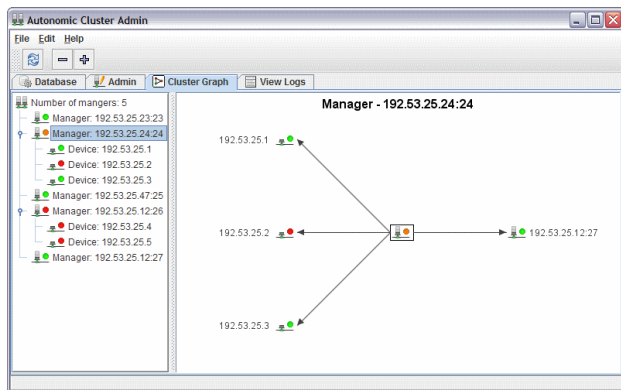 Autonomic Cluster Admin
File Edit Help
Database Admin Cluster Graph View Logs
Number of mangers: 5
Manager: 192.53.25.23:23
Manager: 192.53.25.24:24
Device: 192.53.25.1
Device: 192.53.25.2
Device: 192.53.25.3
Manager: 192.53.25.47:25
Manager: 192.53.25.12:26
Device: 192.53.25.4
Device: 192.53.25.5
Manager: 192.53.25.12:27
Manager - 192.53.25.24:24
192.53.25.1
192.53.25.2
192.53.25.12:27
192.53.25.3